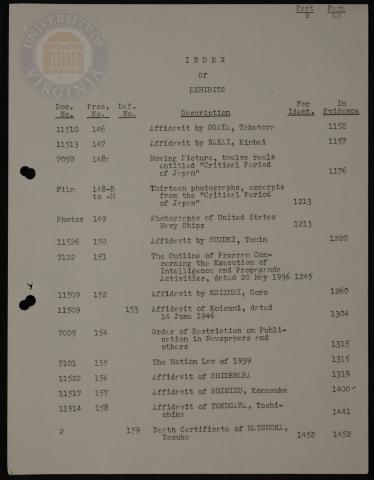 Part Page
2 12
UNIVERSITY OF VIRGINIA
INDEX
Of
EXHIBITS
Doc. Pros. Def. For In
No. No. No. Description Ident. Evidence
11510 146 Affidavit by OGATA, 1152
11513 147 Affidavit by NAKAI, Kimbei 1157
7050 148 Moving Picture, twelve reels
entitled "Critical Period
of Japan" 1176
Film 148-B Thirteen photographs, excerpts
to -H from the "Critical Period
of Japan" 1213
Photos 149 Photographs of United States
Navy Ships 1213
11526 150 Affidavit by SUZUKI, Tomin 1220
7122 151 The Outline of Program Con-
cerning the Execution of
Intelligence and Propaganda
Activities, dated 20 May 1936 1245
11509 152 Affidavit by KOIZUMI, Goro 1260
11509 153 Affidavit of Koizumi, dated
14 June 1946 1304
7005 154 Order of Restriction on Publi-
cation in Newspapers and
others 1315
7101 155 The Motion Law of 1939 1315
11522 156 Affidavit of SHIDEHARA 1319
11517 157 Affidavit of SHIMIZU, Konosuke 1400
11514 158 Affidavit of TOKUGAWA, Yoshi-
chika 1441
2 159 Death Certificate of MATSUOKA,
Yosuke 1452 1452